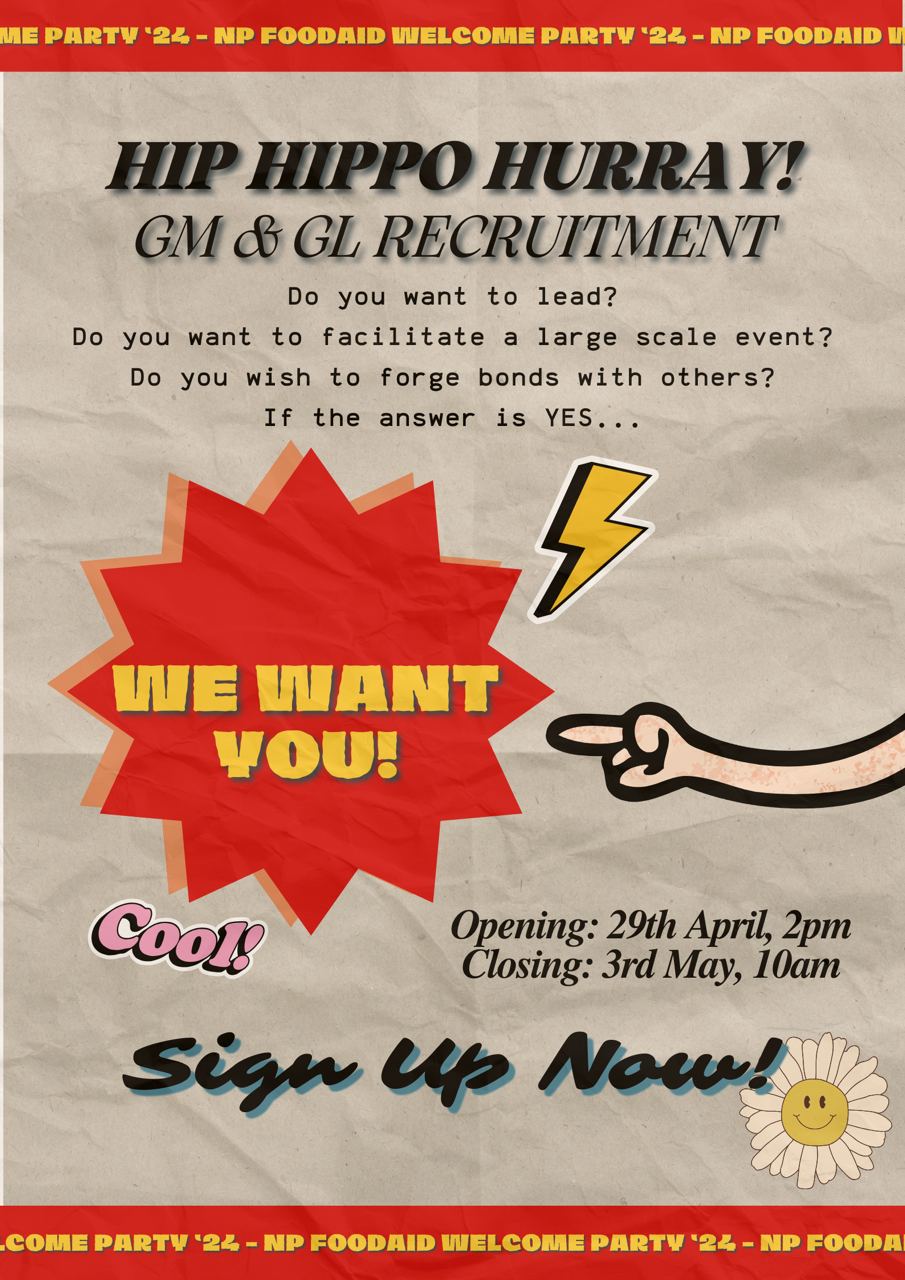 ME PARTY ‘24 - NP FOODAID WELCOME PARTY ‘24 - NP FOODAID
HIP HIPPO HURRAY!
GM & GL RECRUITMENT
Do you want to lead?
Do you want to facilitate a large scale event?
Do you wish to forge bonds with others?
If the answer is YES...
WE WANT
YOU!
Cool!
Opening: 29th April, 2pm
Closing: 3rd May, 10am
Sign Up Now!
LCOME PARTY ‘24 - NP FOODAID WELCOME PARTY ‘24 - NP FOODA